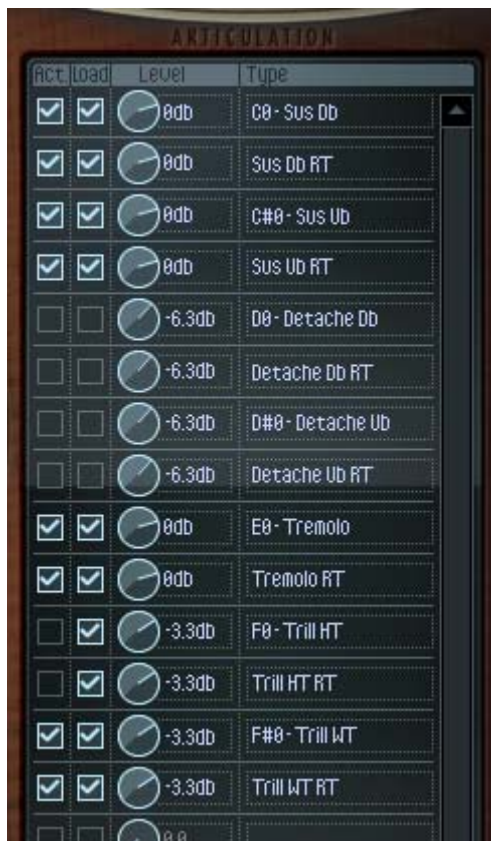 ARTICULATION
Act. Load Level Type
0db C0 - Sus Db
0db Sus Db RT
0db C#0 - Sus Ub
0db Sus Ub RT
-6.3db D0 - Detache Db
-6.3db Detache Db RT
-6.3db D#0 - Detache Ub
-6.3db Detache Ub RT
0db E0 - Tremolo
0db Tremolo RT
-3.3db F0 - Trill HT
-3.3db Trill HT RT
-3.3db F#0 - Trill WT
-3.3db Trill WT RT